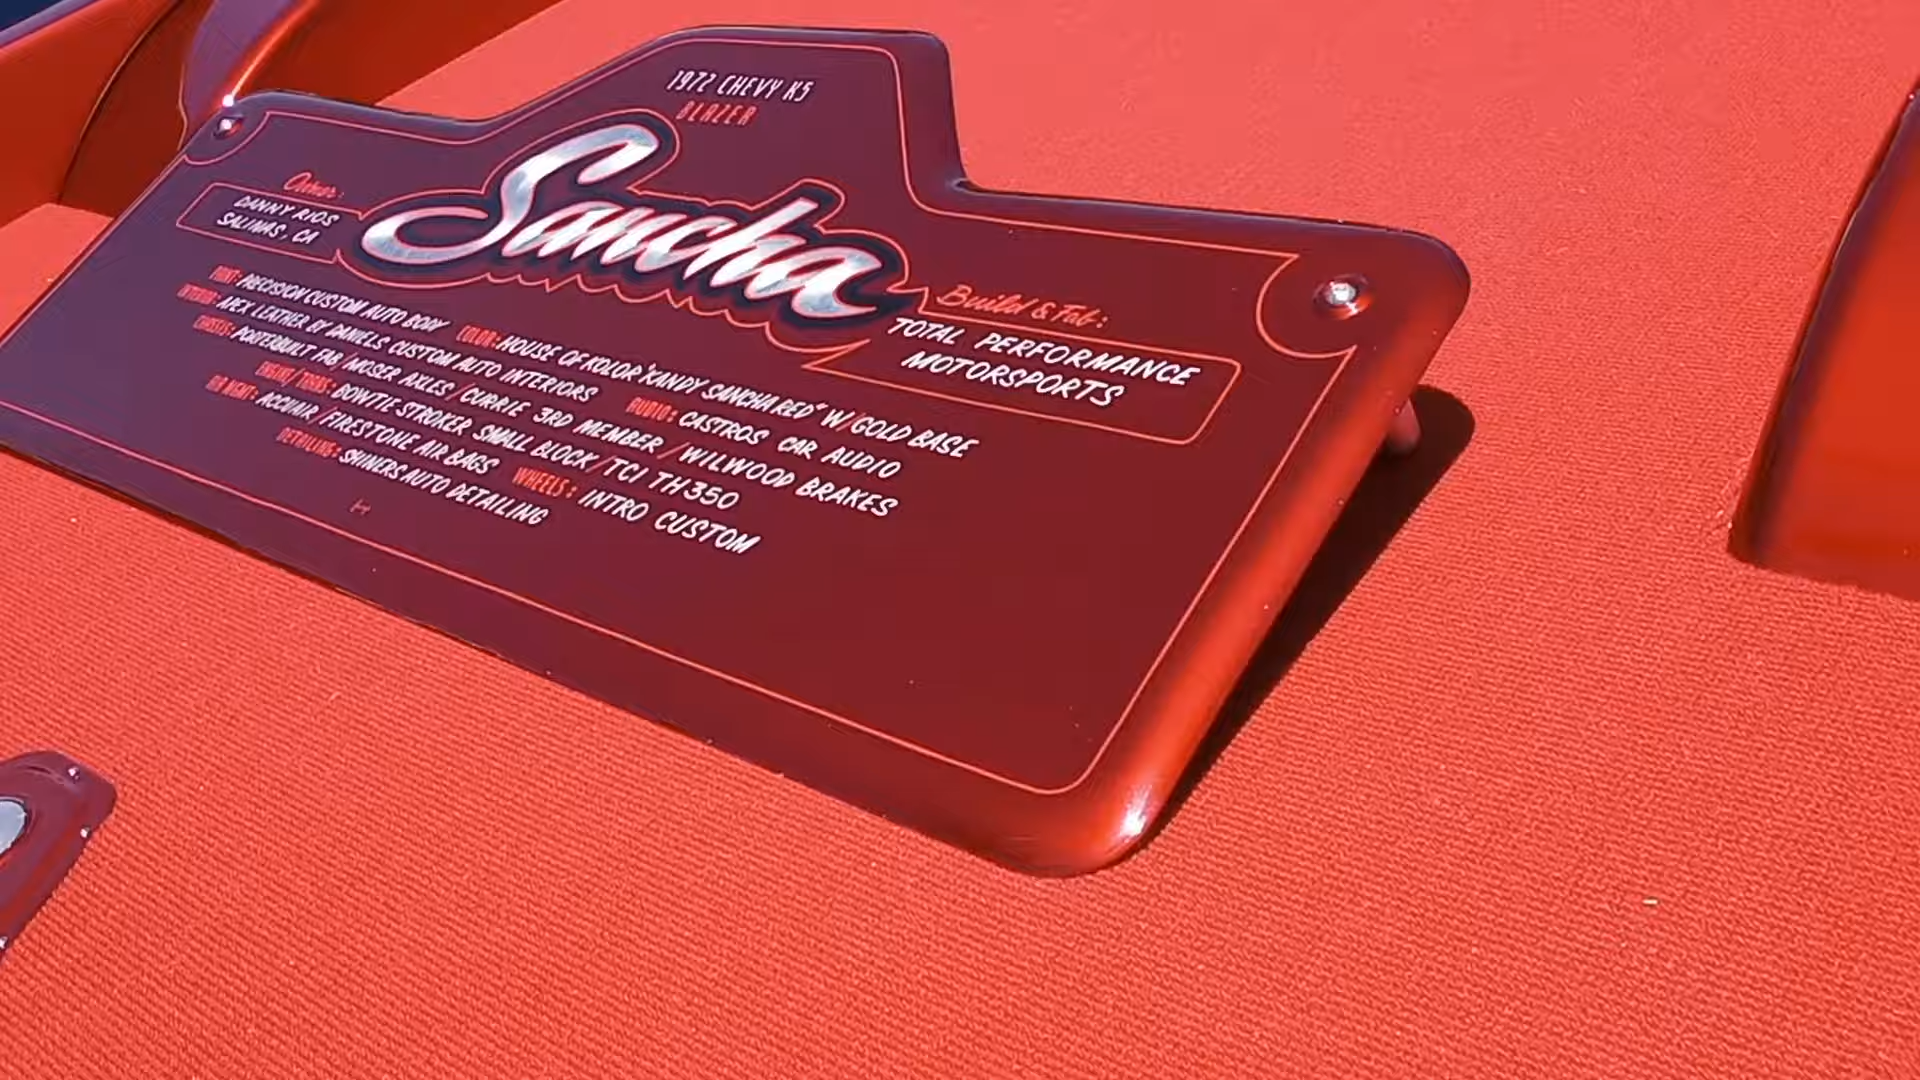 1972 CHEVY K5
BLAZER
Sancha
Owner:
DANNY RIOS
SALINAS, CA
Build & Fab:
TOTAL PERFORMANCE
MOTORSPORTS
PAINT: PRECISION CUSTOM AUTO BODY COLOR: HOUSE OF KOLOR "KANDY SANCHA RED" W/GOLD BASE
INTERIOR: APEX LEATHER BY DANIELS CUSTOM AUTO INTERIORS AUDIO: CASTROS CAR AUDIO
CHASSIS: PORTERBUILT FAB/MOSER AXLES/CURRIE 3RD MEMBER/WILWOOD BRAKES
ENGINE/TRANS: BOWTIE STROKER SMALL BLOCK/TCI TH350
AIR MGMT: ACCUAIR/FIRESTONE AIR BAGS WHEELS: INTRO CUSTOM
DETAILING: SHINERS AUTO DETAILING